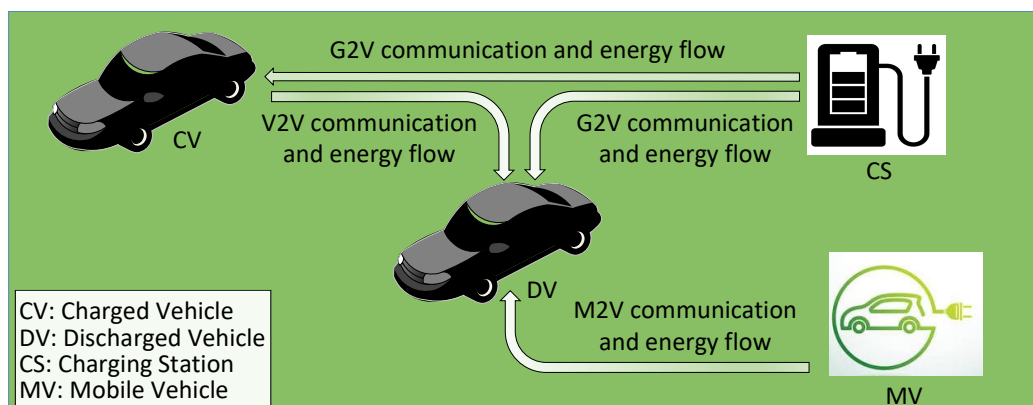 G2V communication and energy flow
CV
V2V communication
and energy flow
G2V communication
and energy flow
CS
DV
M2V communication
and energy flow
MV
CV: Charged Vehicle
DV: Discharged Vehicle
CS: Charging Station
MV: Mobile Vehicle